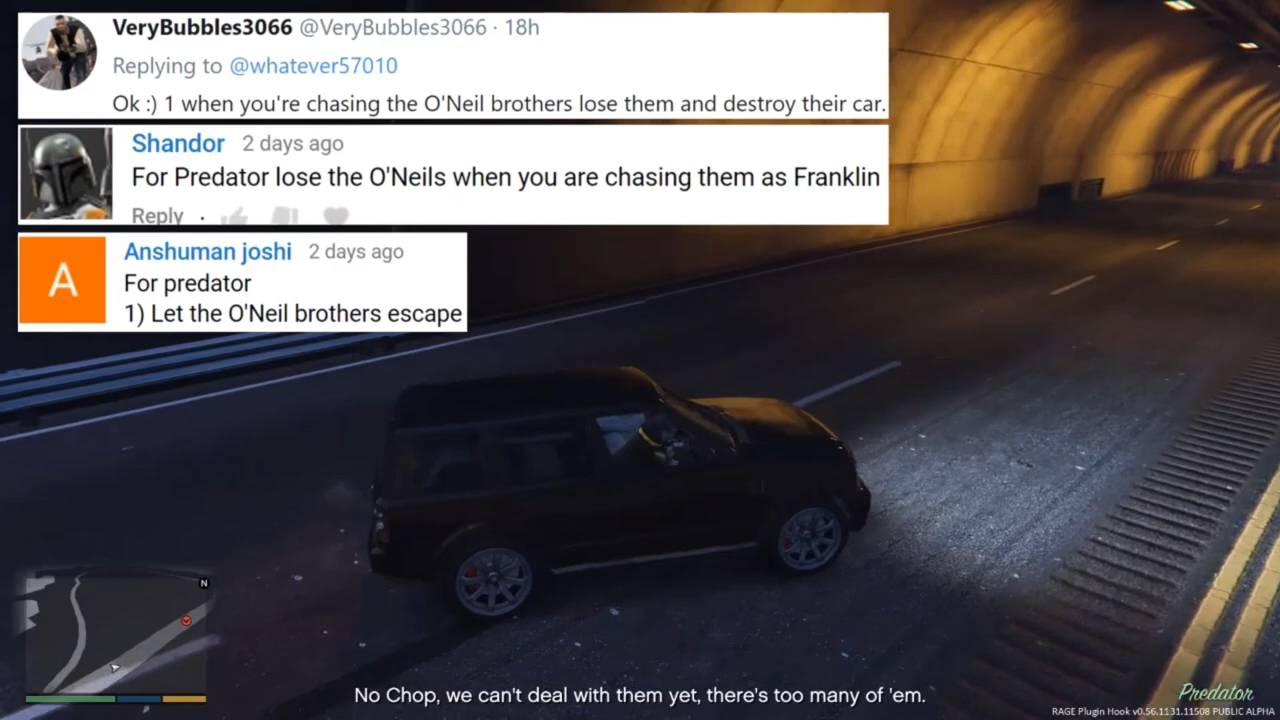 VeryBubbles3066 @VeryBubbles3066 · 18h
Replying to @whatever57010
Ok :) 1 when you're chasing the O'Neil brothers lose them and destroy their car.
Shandor 2 days ago
For Predator lose the O'Neils when you are chasing them as Franklin
Reply ·
A
Anshuman joshi 2 days ago
For predator
1) Let the O'Neil brothers escape
N
No Chop, we can't deal with them yet, there's too many of 'em.
Predator
RAGE Plugin Hook v0.56.1131.11508 PUBLIC ALPHA